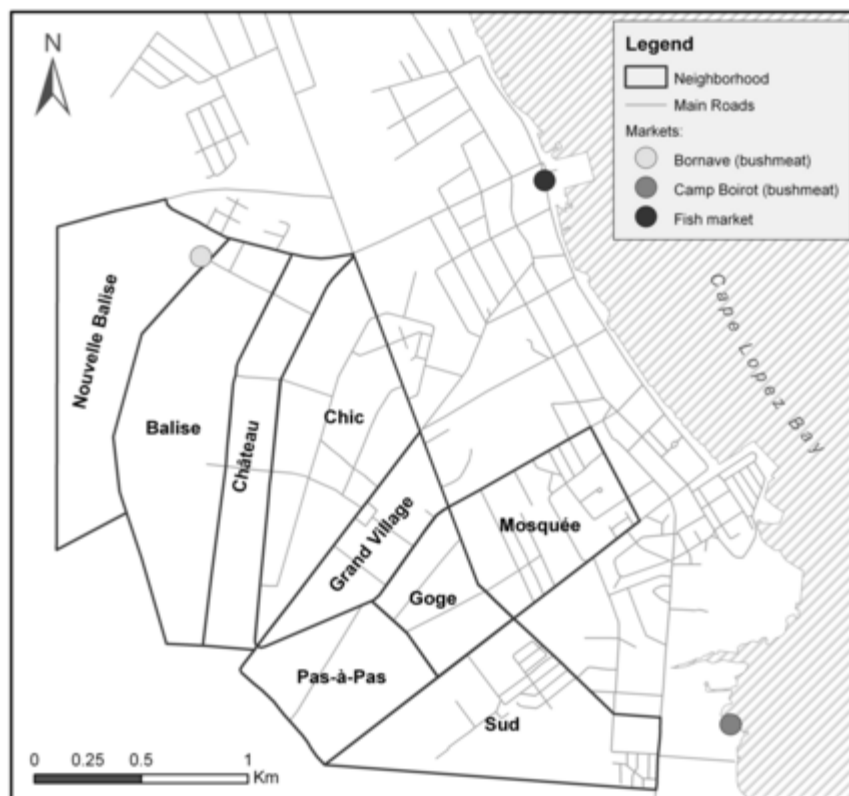 N
Legend
Neighborhood
Main Roads
Markets:
Bornave (bushmeat)
Camp Boirot (bushmeat)
Fish market
Cape Lopez Bay
Nouvelle Balise
Balise
Château
Chic
Grand Village
Mosquée
Goge
Pas-à-Pas
Sud
0 0.25 0.5 1
Km